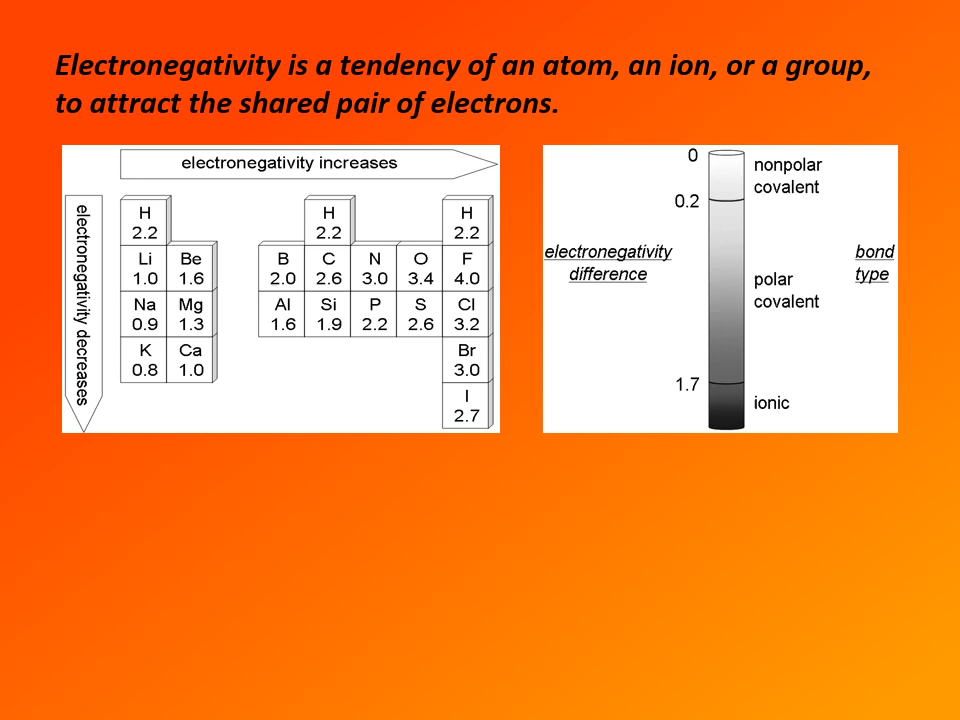 Electronegativity is a tendency of an atom, an ion, or a group,
to attract the shared pair of electrons.
electronegativity increases
electronegativity decreases
H H H
2.2 2.2 2.2
Li Be B C N O F
1.0 1.6 2.0 2.6 3.0 3.4 4.0
Na Mg Al Si P S Cl
0.9 1.3 1.6 1.9 2.2 2.6 3.2
K Ca Br
0.8 1.0 3.0
I
2.7
0
nonpolar
covalent
0.2
electronegativity
difference
bond
type
polar
covalent
1.7
ionic